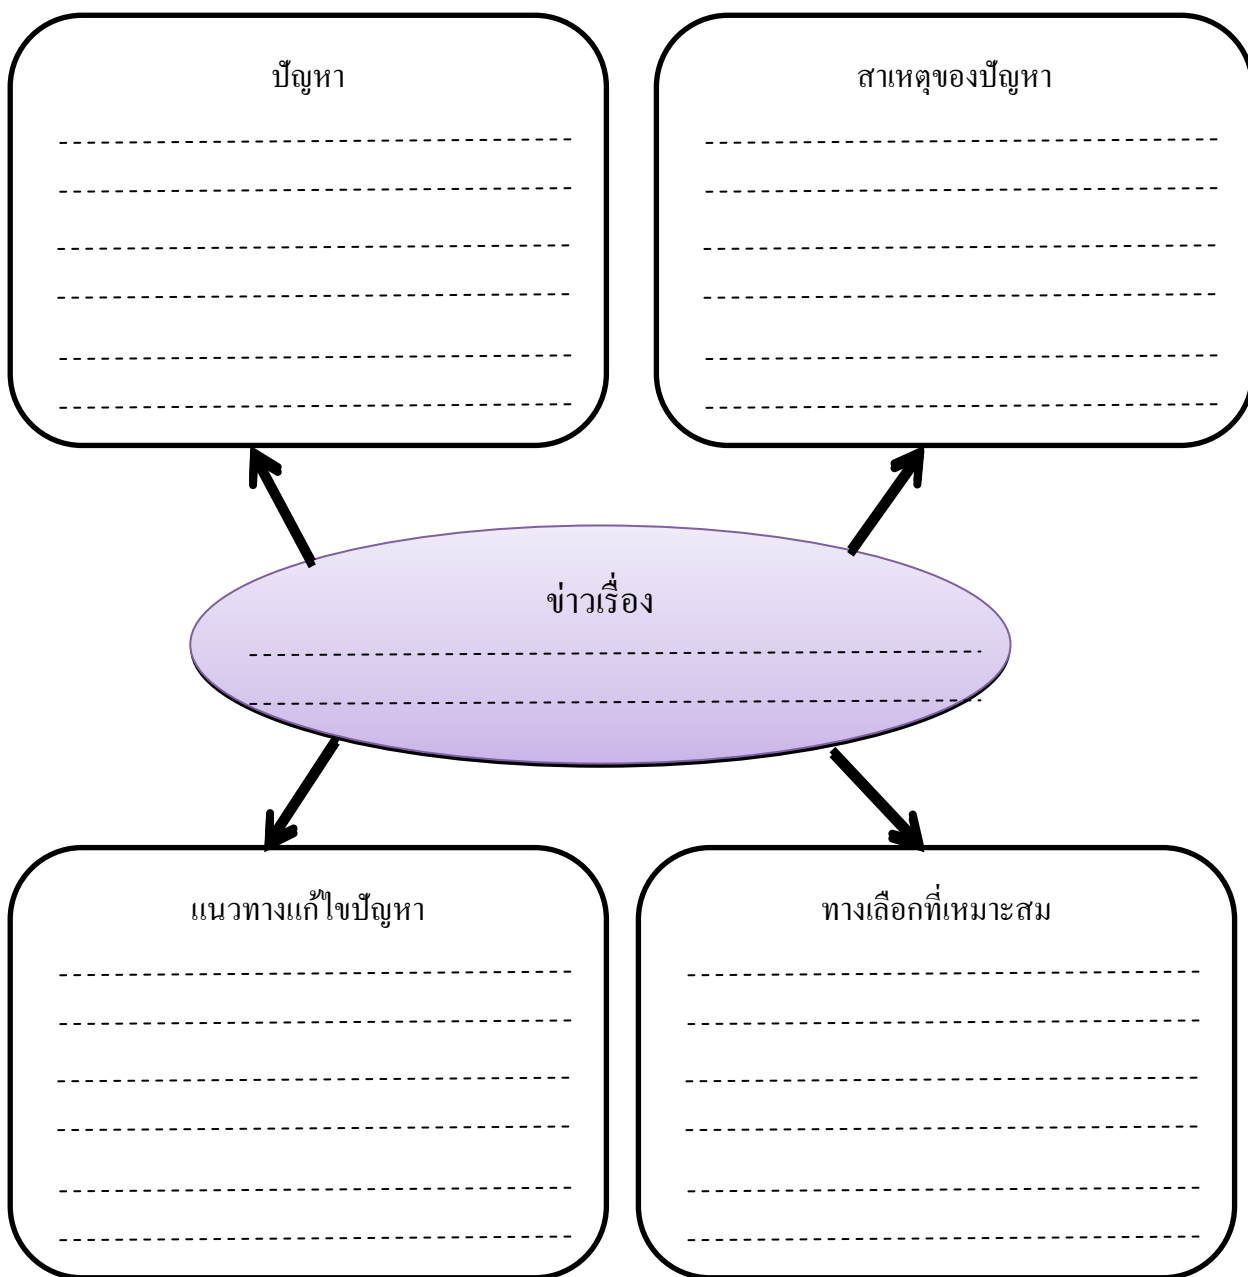 ปัญหา
สาเหตุของปัญหา
ข่าวเรื่อง
แนวทางแก้ไขปัญหา
ทางเลือกที่เหมาะสม